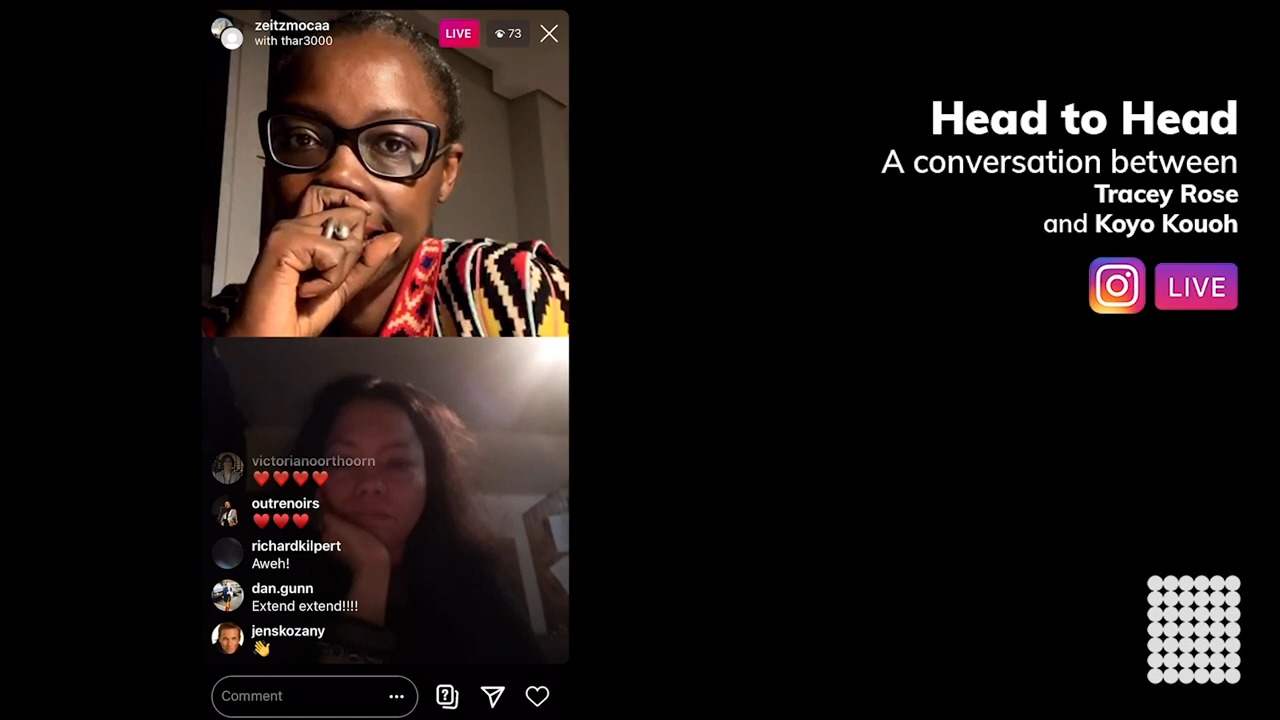 zeitzmocaa
with thar3000
LIVE
73
Head to Head
A conversation between
Tracey Rose
and Koyo Kouoh
LIVE
victorianoorthoorn
❤️❤️❤️❤️
outrenoirs
❤️❤️❤️
richardkilpert
Aweh!
dan.gunn
Extend extend!!!!
jenskozany
👋
Comment